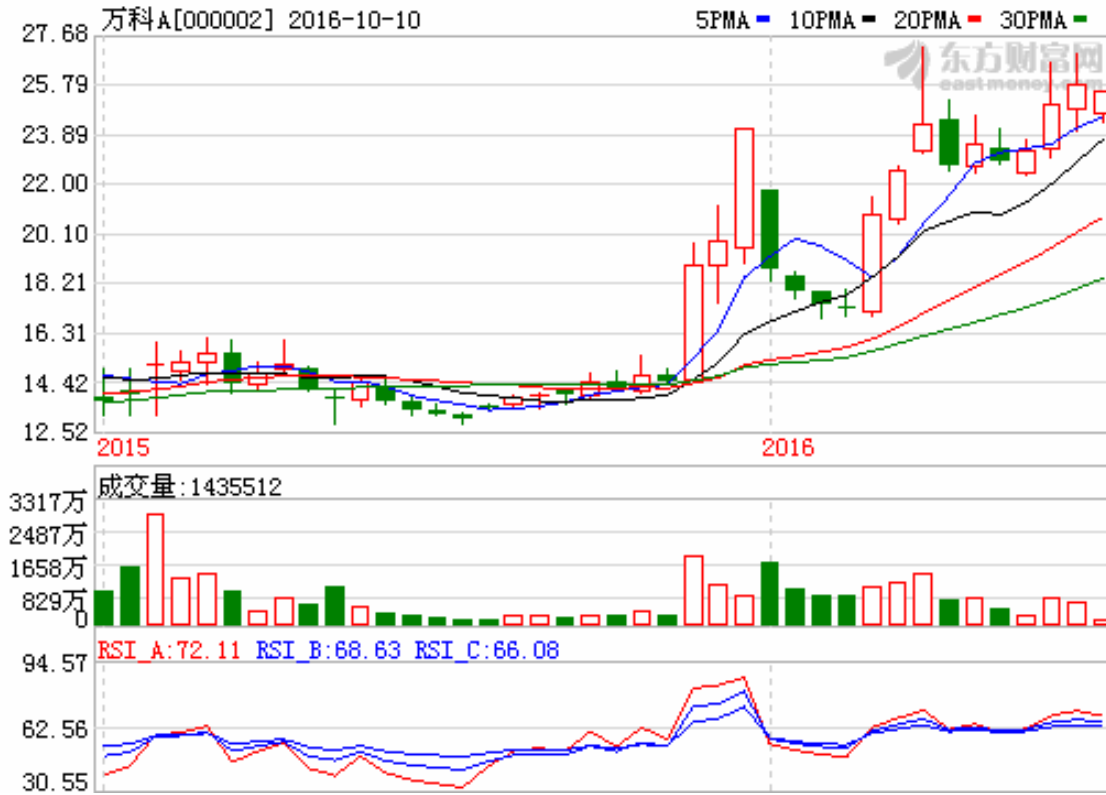 万科A[000002] 2016-10-10 5PMA 10PMA 20PMA 30PMA
东方财富网
eastmoney.com
27.68
25.79
23.89
22.00
20.10
18.21
16.31
14.42
12.52
2015 2016
成交量:1435512
3317万
2487万
1658万
829万
0
RSI_A:72.11 RSI_B:68.63 RSI_C:66.08
94.57
62.56
30.55